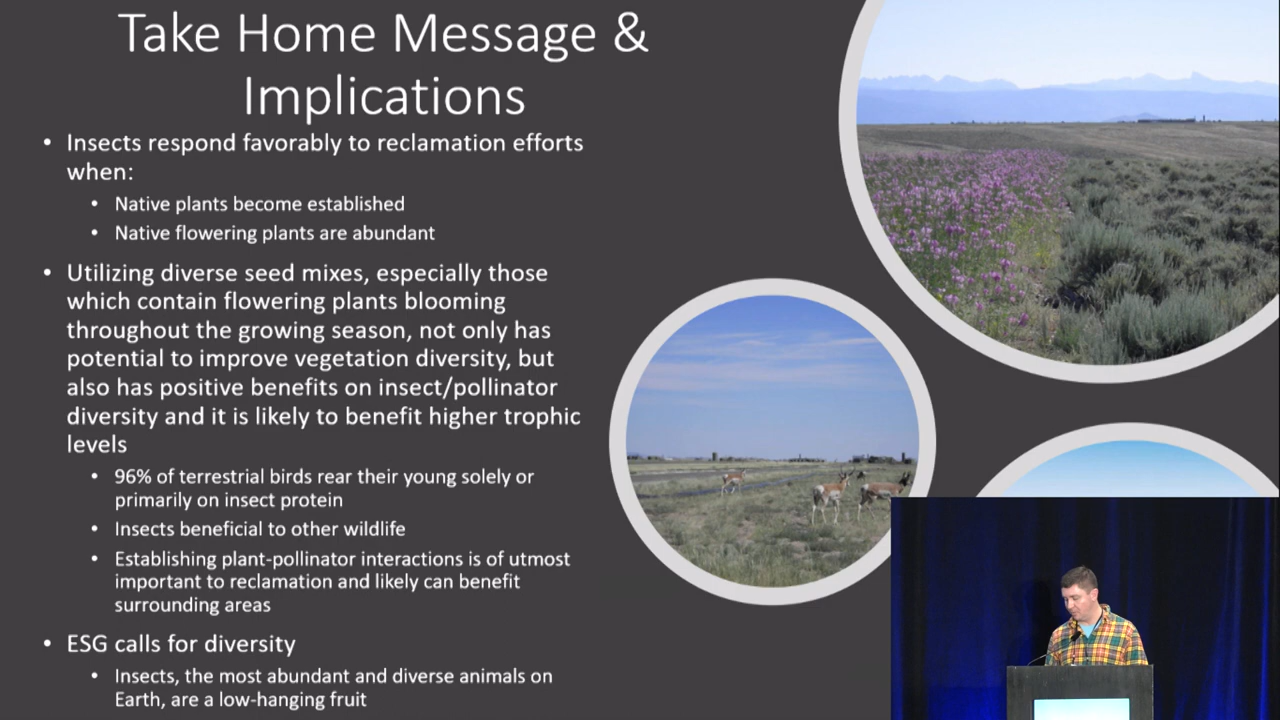 Take Home Message &
Implications
• Insects respond favorably to reclamation efforts
when:
• Native plants become established
• Native flowering plants are abundant
• Utilizing diverse seed mixes, especially those
which contain flowering plants blooming
throughout the growing season, not only has
potential to improve vegetation diversity, but
also has positive benefits on insect/pollinator
diversity and it is likely to benefit higher trophic
levels
• 96% of terrestrial birds rear their young solely or
primarily on insect protein
• Insects beneficial to other wildlife
• Establishing plant-pollinator interactions is of utmost
important to reclamation and likely can benefit
surrounding areas
• ESG calls for diversity
• Insects, the most abundant and diverse animals on
Earth, are a low-hanging fruit